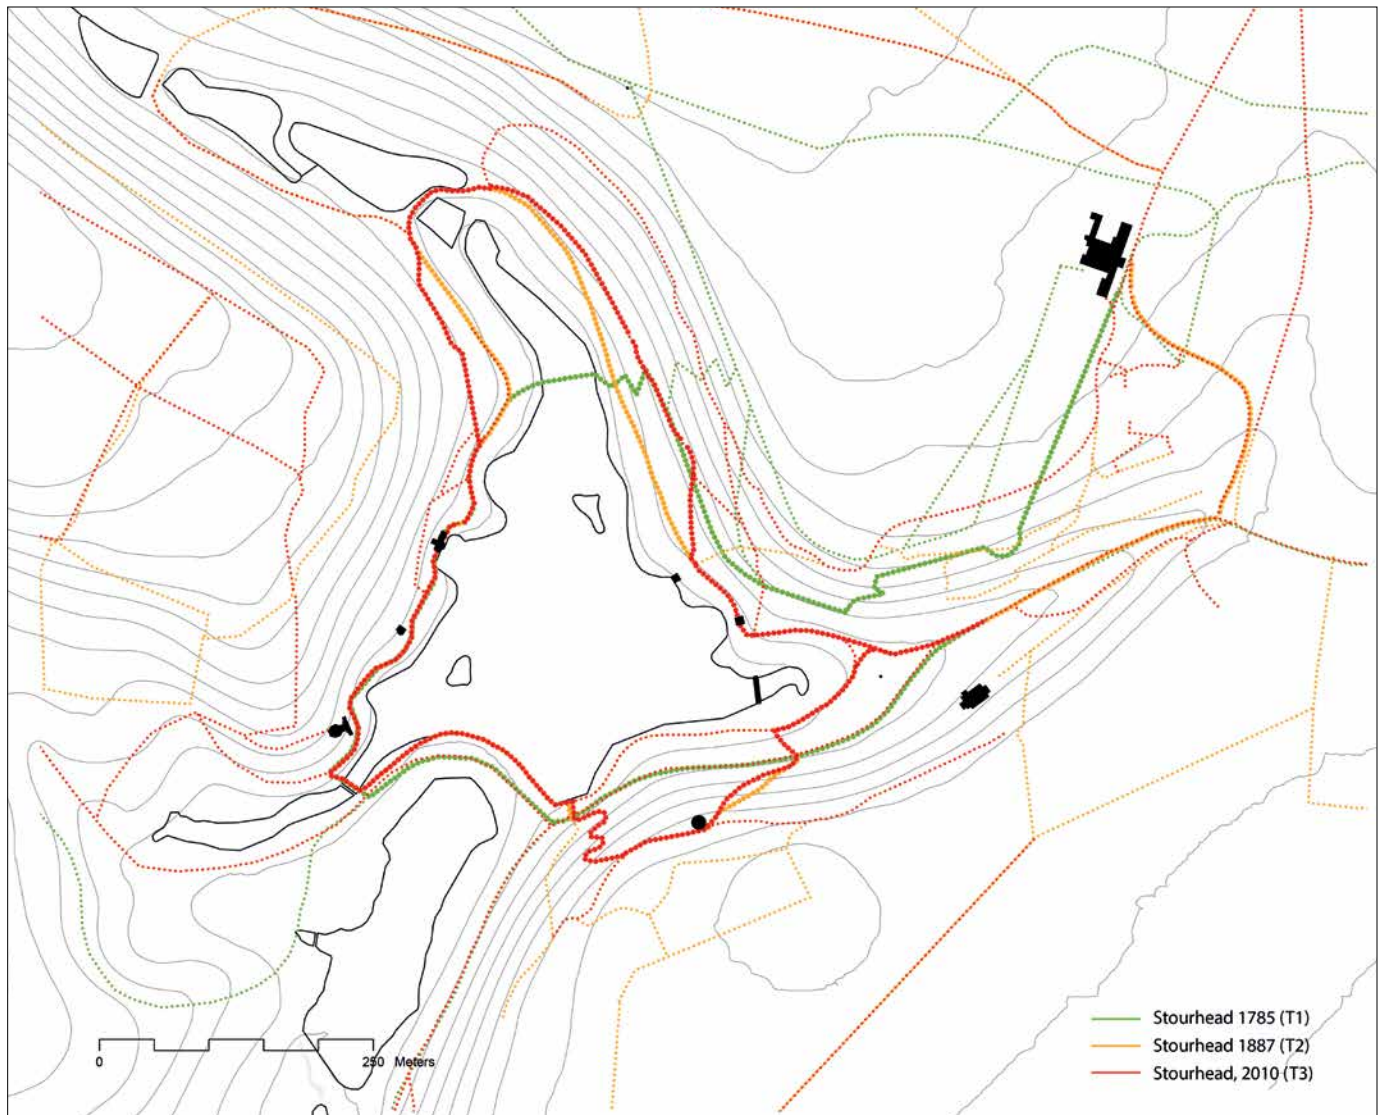 Stourhead 1785 (T1)
Stourhead 1887 (T2)
Stourhead, 2010 (T3)
0 250 Meters